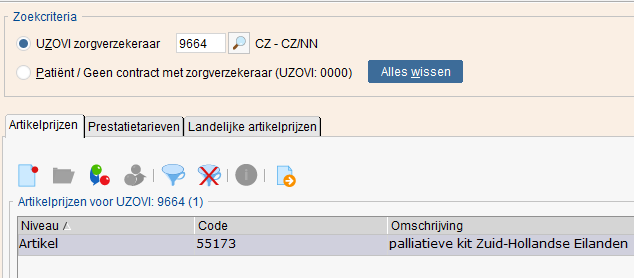 Zoekcriteria
UZOVI zorgverzekeraar 9664 CZ - CZ/NN
Patiënt / Geen contract met zorgverzekeraar (UZOVI: 0000) Alles wissen
Artikelprijzen Prestatietarieven Landelijke artikelprijzen
Artikelprijzen voor UZOVI: 9664 (1)
Niveau Code Omschrijving
Artikel 55173 palliatieve kit Zuid-Hollandse Eilanden